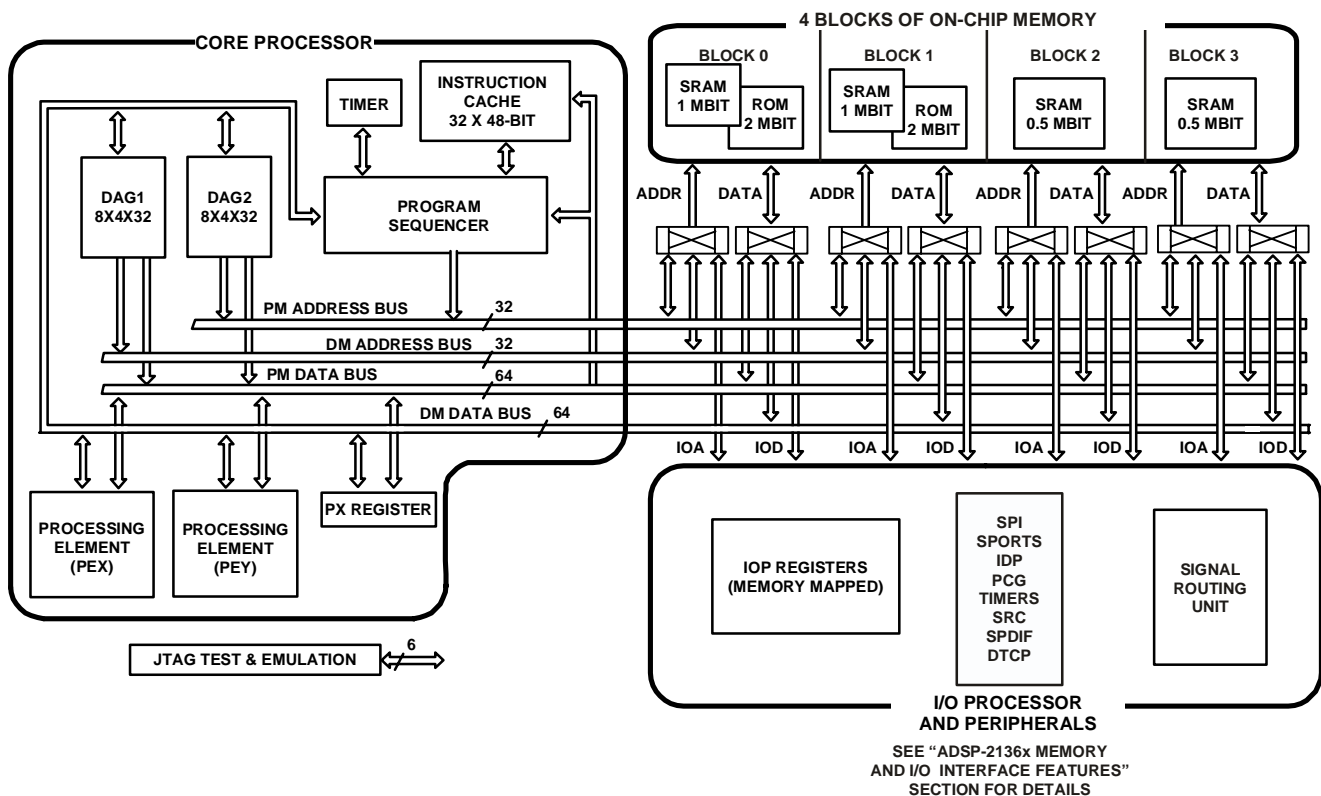 4 BLOCKS OF ON-CHIP MEMORY
CORE PROCESSOR
BLOCK 0
BLOCK 1
BLOCK 2
BLOCK 3
TIMER
INSTRUCTION
CACHE
32 X 48-BIT
SRAM
1 MBIT
ROM
2 MBIT
SRAM
1 MBIT
ROM
2 MBIT
SRAM
0.5 MBIT
SRAM
0.5 MBIT
DAG1
8X4X32
DAG2
8X4X32
PROGRAM
SEQUENCER
ADDR
DATA
ADDR
DATA
ADDR
DATA
ADDR
DATA
PM ADDRESS BUS
32
DM ADDRESS BUS
32
PM DATA BUS
64
DM DATA BUS
64
IOA
IOD
IOA
IOD
IOA
IOD
IOA
IOD
PROCESSING
ELEMENT
(PEX)
PROCESSING
ELEMENT
(PEY)
PX REGISTER
IOP REGISTERS
(MEMORY MAPPED)
SPI
SPORTS
IDP
PCG
TIMERS
SRC
SPDIF
DTCP
SIGNAL
ROUTING
UNIT
JTAG TEST & EMULATION
6
I/O PROCESSOR
AND PERIPHERALS
SEE “ADSP-2136x MEMORY
AND I/O INTERFACE FEATURES”
SECTION FOR DETAILS